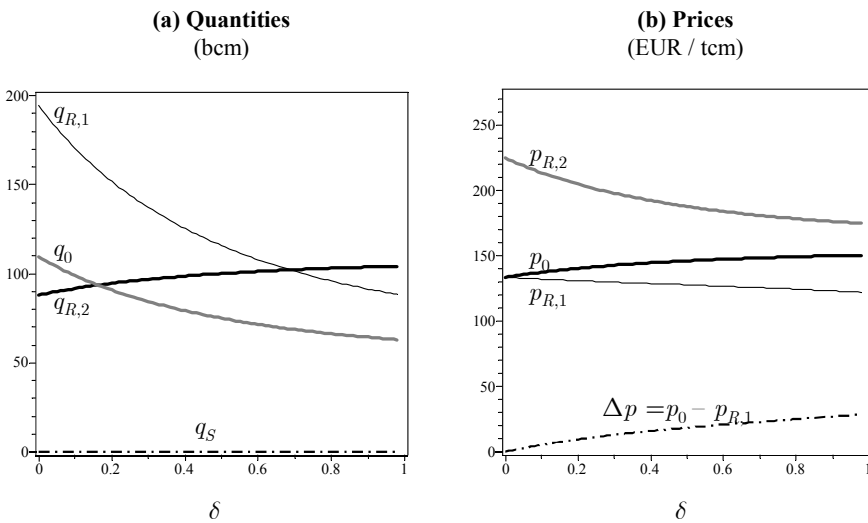 (a) Quantities
(bcm)
200
150
100
50
0
q_{R,1}
q_0
q_{R,2}
q_S
0 0.2 0.4 0.6 0.8 1
δ
(b) Prices
(EUR / tcm)
250
200
150
100
50
0
p_{R,2}
p_0
p_{R,1}
Δp = p_0 – p_{R,1}
0 0.2 0.4 0.6 0.8 1
δ